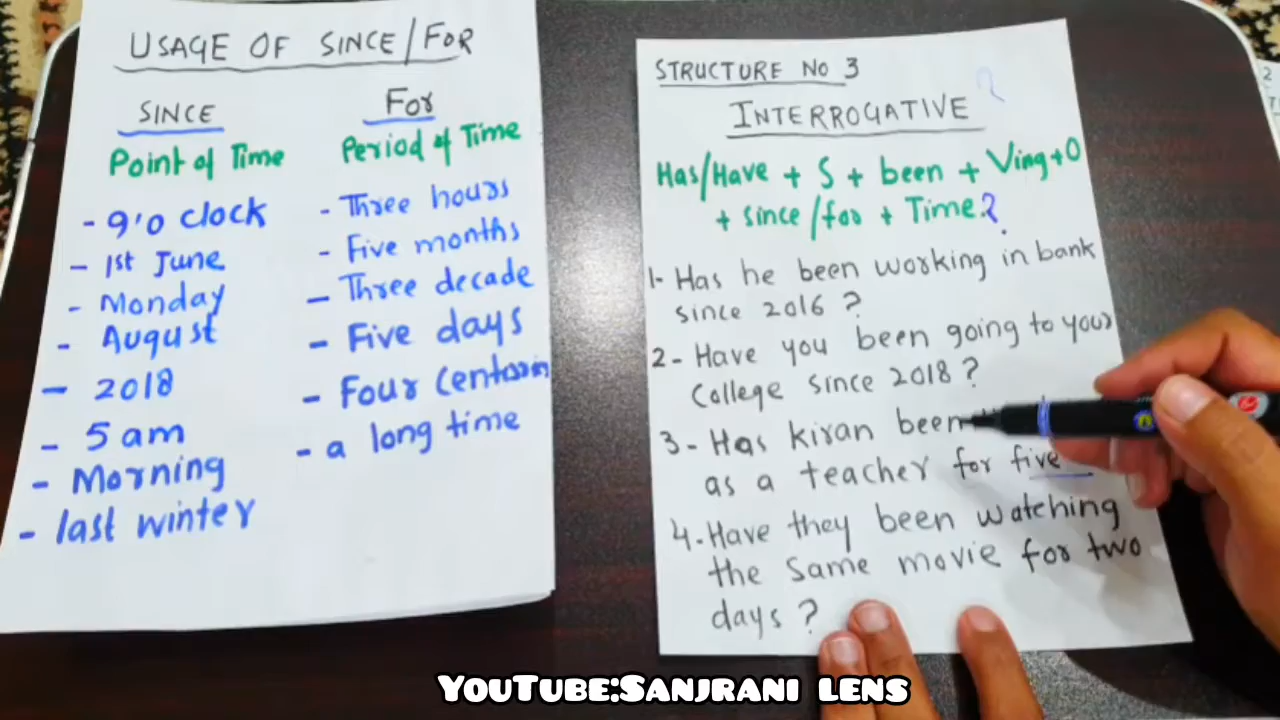 USAGE OF SINCE/FOR
SINCE
Point of Time
- 9'o clock
- 1st June
- Monday
- August
- 2018
- 5 am
- Morning
- last winter
For
Period of Time
- Three hours
- Five months
- Three decade
- Five days
- Four
- a long time
STRUCTURE NO 3
INTERROGATIVE ?
Has/Have + S + been + Ving + O
+ since/for + Time?
1- Has he been working in bank
since 2016 ?
2- Have you been going to your
College since 2018 ?
3- Has kiran been
as a teacher for five
4. Have they been watching
the same movie for two
days ?
YouTube:Sanjrani lens